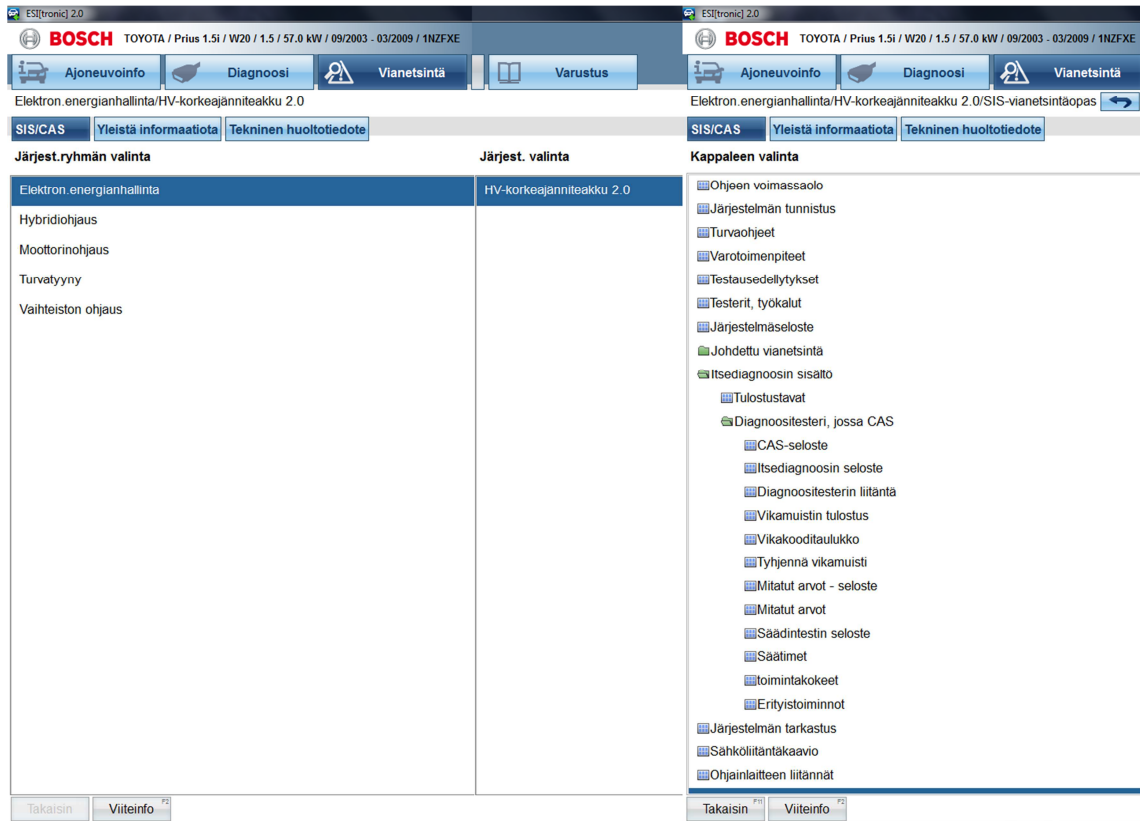 ESI[tronic] 2.0
BOSCH TOYOTA / Prius 1.5i / W20 / 1.5 / 57.0 kW / 09/2003 - 03/2009 / 1NZFXE
Ajoneuvoinfo Diagnoosi Vianetsintä Varustus
Elektron.energianhallinta/HV-korkeajänniteakku 2.0
SIS/CAS Yleistä informaatiota Tekninen huoltotiedote
Järjest.ryhmän valinta Järjest. valinta
Elektron.energianhallinta HV-korkeajänniteakku 2.0
Hybridiohjaus
Moottorinohjaus
Turvatyyny
Vaihteiston ohjaus
Takaisin Viiteinfo F2
ESI[tronic] 2.0
BOSCH TOYOTA / Prius 1.5i / W20 / 1.5 / 57.0 kW / 09/2003 - 03/2009 / 1NZFXE
Ajoneuvoinfo Diagnoosi Vianetsintä
Elektron.energianhallinta/HV-korkeajänniteakku 2.0/SIS-vianetsintäopas
SIS/CAS Yleistä informaatiota Tekninen huoltotiedote
Kappaleen valinta
Ohjeen voimassaolo
Järjestelmän tunnistus
Turvaohjeet
Varotoimenpiteet
Testausedellytykset
Testerit, työkalut
Järjestelmäseloste
Johdettu vianetsintä
Itsediagnoosin sisältö
Tulostustavat
Diagnoositesteri, jossa CAS
CAS-seloste
Itsediagnoosin seloste
Diagnoositesterin liitäntä
Vikamuistin tulostus
Vikakooditaulukko
Tyhjennä vikamuisti
Mitatut arvot - seloste
Mitatut arvot
Säädintestin seloste
Säätimet
toimintakokeet
Erityistoiminnot
Järjestelmän tarkastus
Sähköliitäntäkaavio
Ohjainlaitteen liitännät
Takaisin F11 Viiteinfo F2